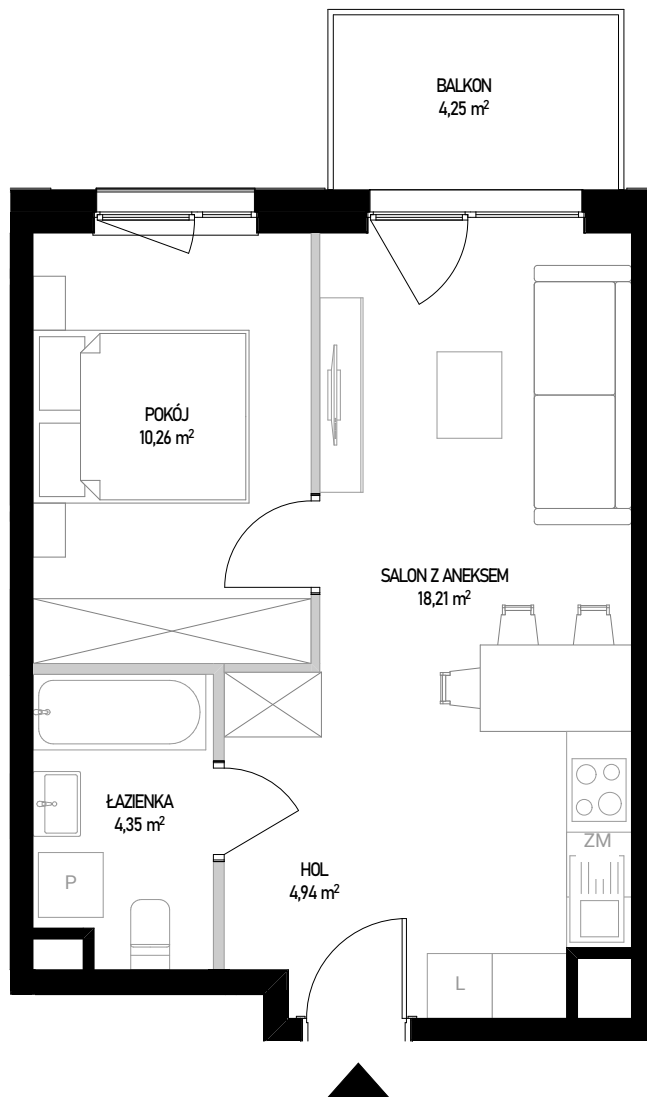 BALKON
4,25 m²
POKÓJ
10,26 m²
SALON Z ANEKSEM
18,21 m²
ŁAZIENKA
4,35 m²
ZM
P
HOL
4,94 m²
L